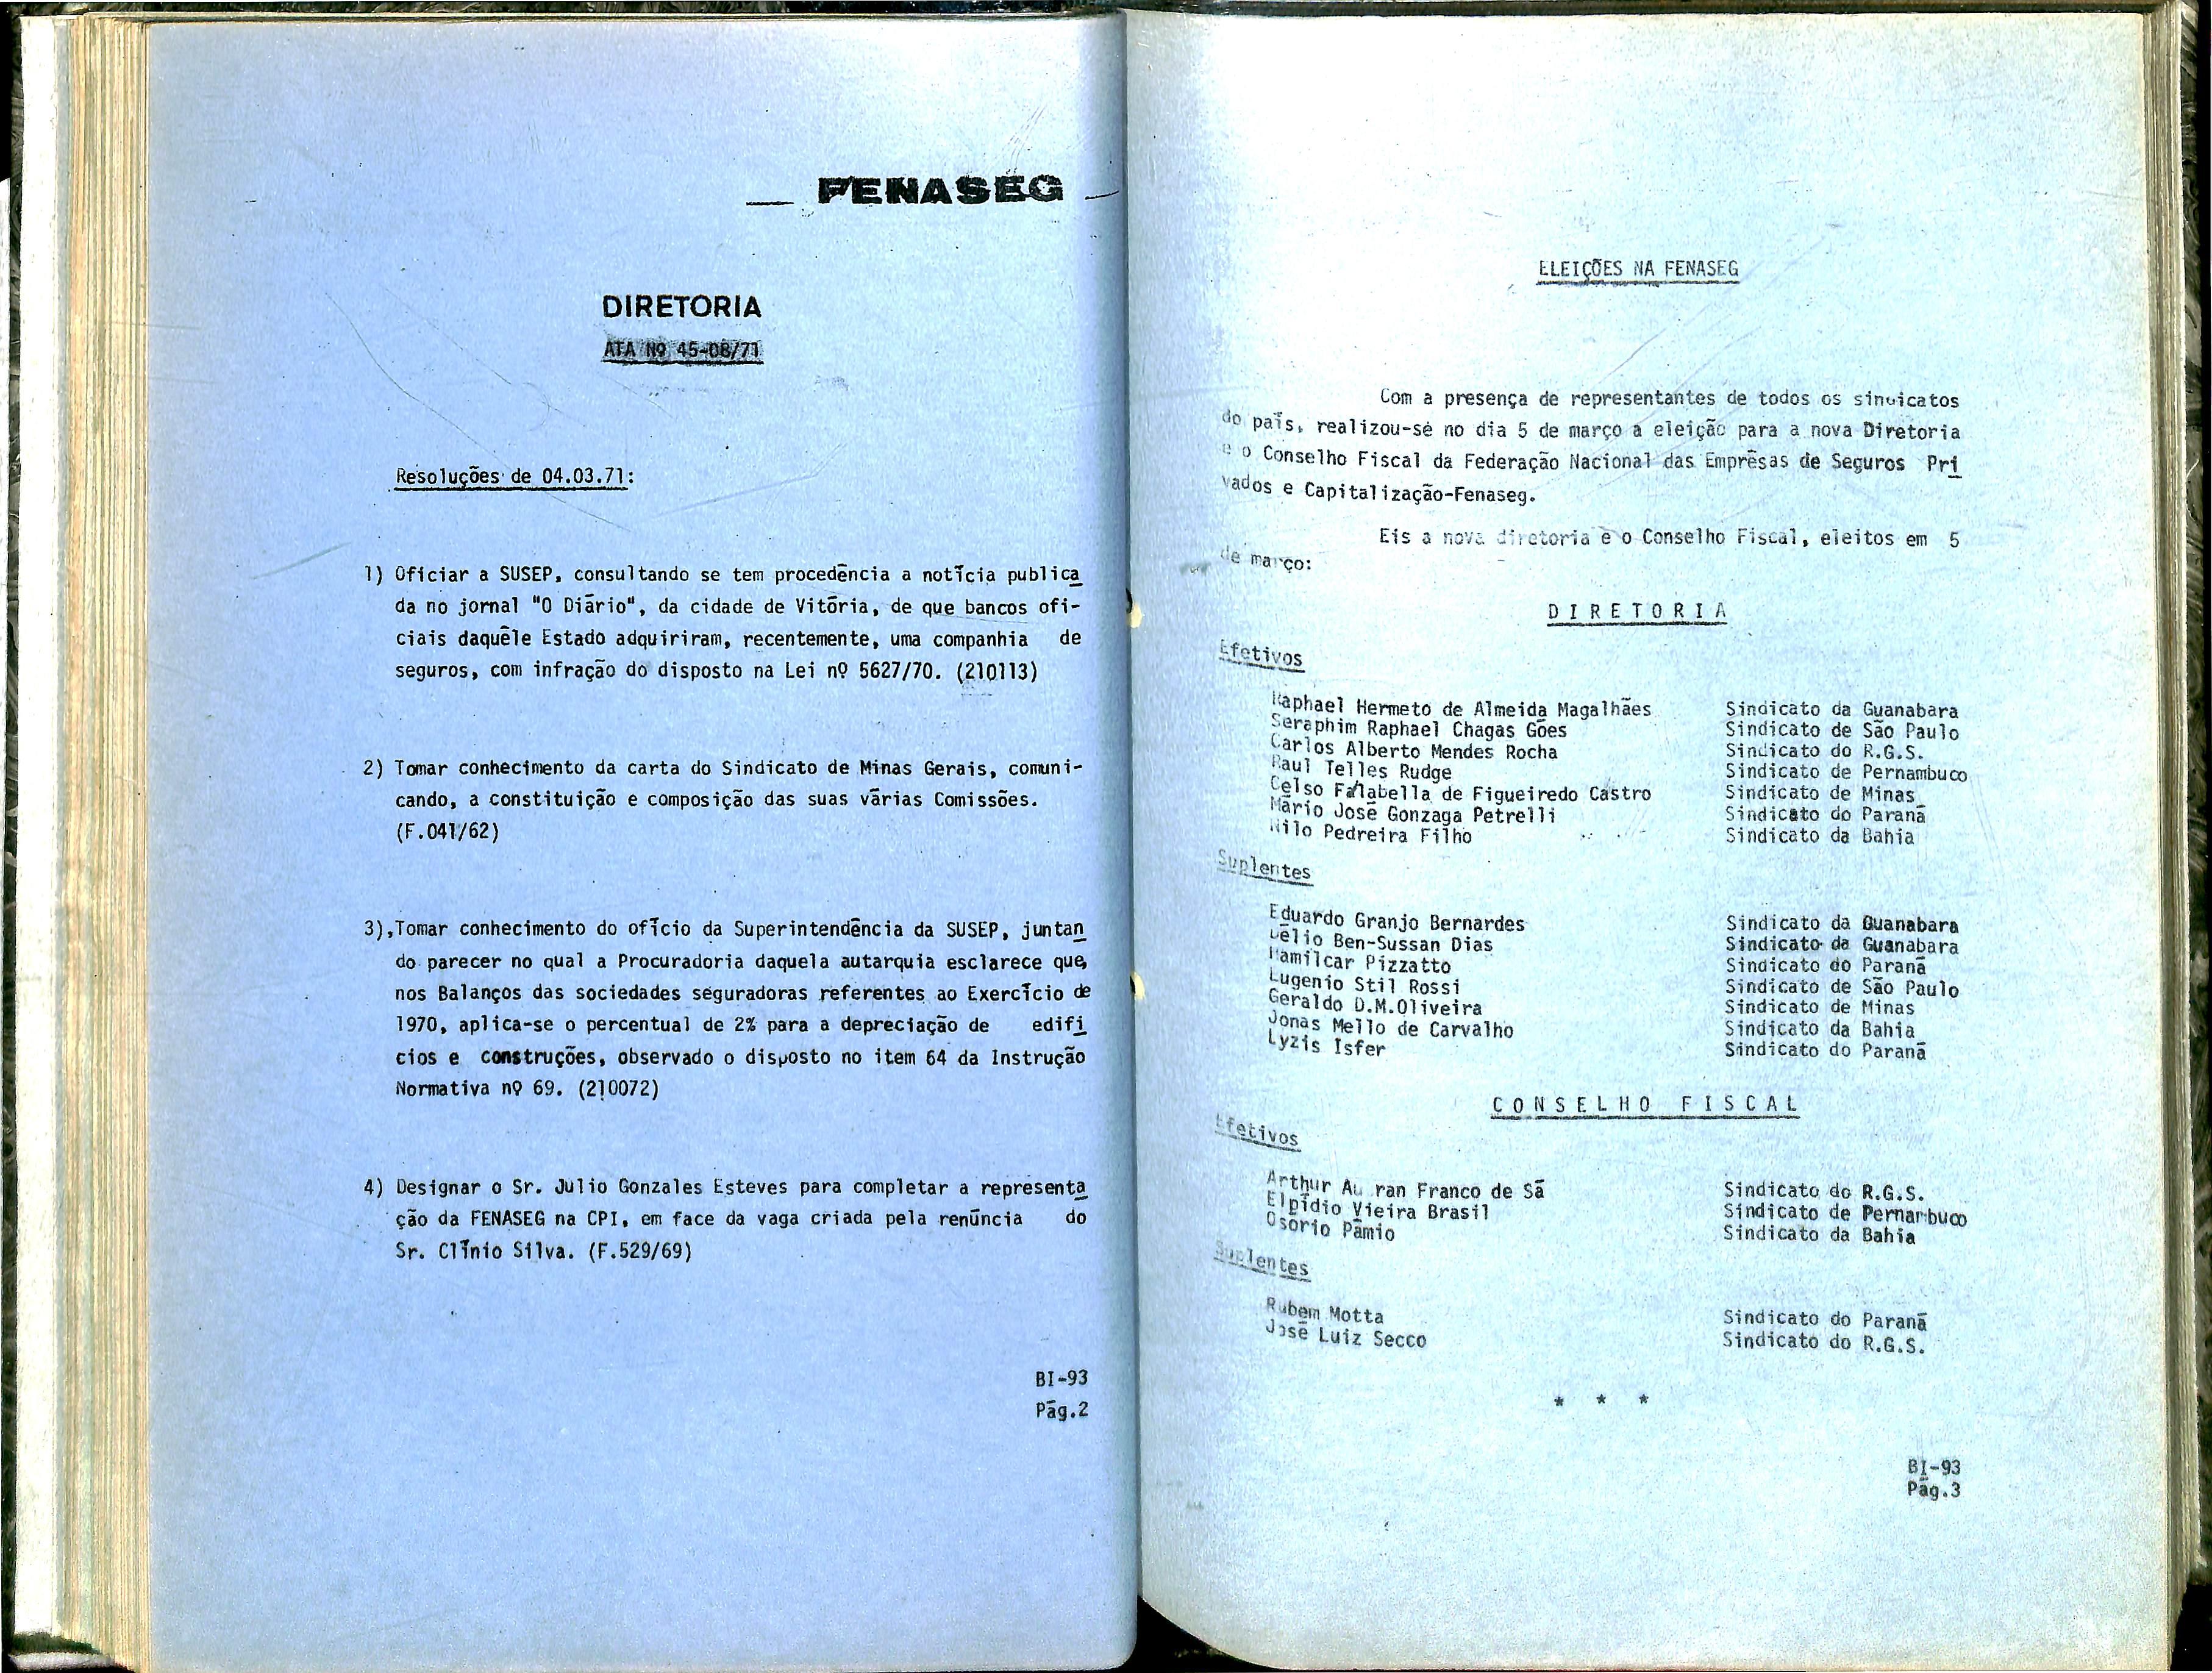 FENASEG
DIRETORIA
ATA Nº 45-08/71
Resoluções de 04.03.71:
1) Oficiar a SUSEP, consultando se tem procedência a notícia publica
da no jornal "O Diário", da cidade de Vitória, de que bancos ofi-
ciais daquêle Estado adquiriram, recentemente, uma companhia de
seguros, com infração do disposto na Lei nº 5627/70. (210113)
2) Tomar conhecimento da carta do Sindicato de Minas Gerais, comuni-
cando, a constituição e composição das suas várias Comissões.
(F.041/62)
3) Tomar conhecimento do ofício da Superintendência da SUSEP, juntan
do parecer no qual a Procuradoria daquela autarquia esclarece que,
nos Balanços das sociedades seguradoras referentes ao Exercício de
1970, aplica-se o percentual de 2% para a depreciação de edifi
cios e construções, observado o disposto no item 64 da Instrução
Normativa nº 69. (210072)
4) Designar o Sr. Julio Gonzales Esteves para completar a representa
ção da FENASEG na CPI, em face da vaga criada pela renúncia do
Sr. Clínio Silva. (F.529/69)
BI-93
Pág.2
ELEIÇÕES NA FENASEG
Com a presença de representantes de todos os sindicatos
do país, realizou-se no dia 5 de março a eleição para a nova Diretoria
e o Conselho Fiscal da Federação Nacional das Emprêsas de Seguros Pri
vados e Capitalização-Fenaseg.
Eis a nova diretoria e o Conselho Fiscal, eleitos em 5
de março:
DIRETORIA
Efetivos
Raphael Hermeto de Almeida Magalhães Sindicato da Guanabara
Seraphim Raphael Chagas Góes Sindicato de São Paulo
Carlos Alberto Mendes Rocha Sindicato do R.G.S.
Raul Telles Rudge Sindicato de Pernambuco
Celso Falabella de Figueiredo Castro Sindicato de Minas
Mário José Gonzaga Petrelli Sindicato do Paraná
Nilo Pedreira Filho Sindicato da Bahia
Suplentes
Eduardo Granjo Bernardes Sindicato da Guanabara
Délio Ben-Sussan Dias Sindicato da Guanabara
Hamilcar Pizzatto Sindicato do Paraná
Eugenio Stil Rossi Sindicato de São Paulo
Geraldo D.M.Oliveira Sindicato de Minas
Jonas Mello de Carvalho Sindicato da Bahia
Lyzis Isfer Sindicato do Paraná
CONSELHO FISCAL
Efetivos
Arthur Franco de Sá Sindicato do R.G.S.
Elpídio Vieira Brasil Sindicato de Pernambuco
Osorio Pâmio Sindicato da Bahia
Suplentes
Rubem Motta Sindicato do Paraná
José Luiz Secco Sindicato do R.G.S.
* * *
BI-93
Pág.3